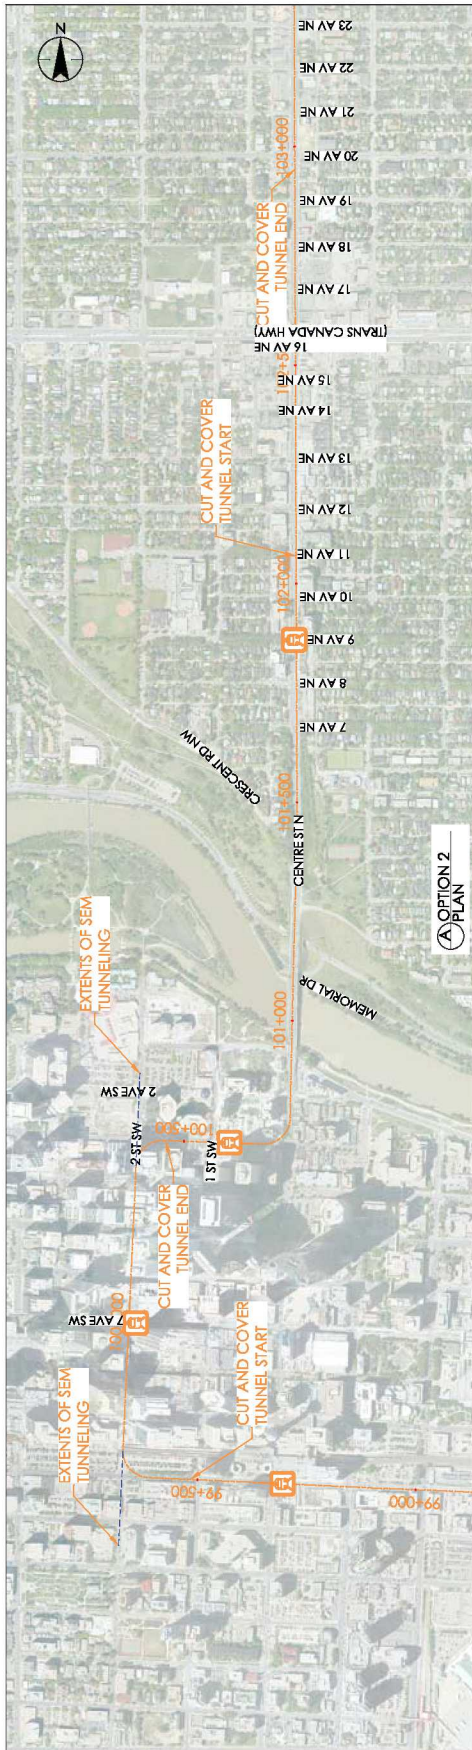 N
23 AV NE
22 AV NE
21 AV NE
20 AV NE
103+000
19 AV NE
CUT AND COVER
TUNNEL END
18 AV NE
17 AV NE
(TRANS CANADA HWY)
16 AV NE
15 AV NE
14 AV NE
CUT AND COVER
TUNNEL START
13 AV NE
12 AV NE
11 AV NE
102+000
10 AV NE
9 AV NE
8 AV NE
7 AV NE
CRESCENT RD NW
101+500
CENTRE ST N
A OPTION 2
PLAN
MEMORIAL DR
101+000
EXTENTS OF SEM
TUNNELING
2 AVE SW
2 ST SW
1 ST SW
CUT AND COVER
TUNNEL END
7 AVE SW
EXTENTS OF SEM
TUNNELING
CUT AND COVER
TUNNEL START
99+500
99+000